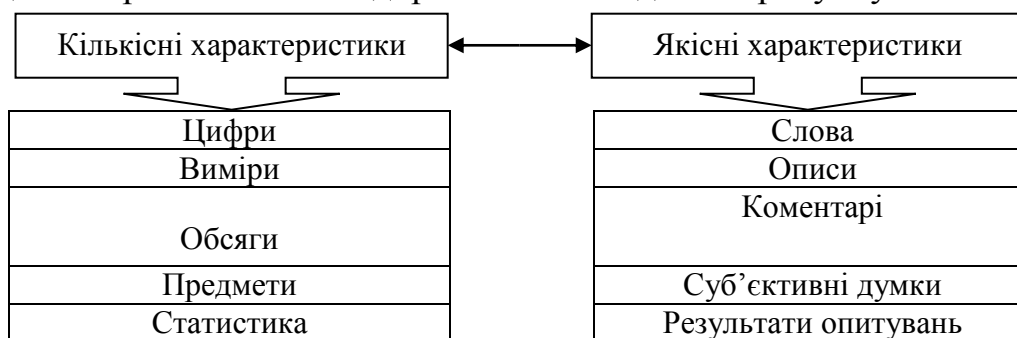 Кількісні характеристики
Якісні характеристики
Цифри
Слова
Виміри
Описи
Обсяги
Коментарі
Предмети
Суб’єктивні думки
Статистика
Результати опитувань